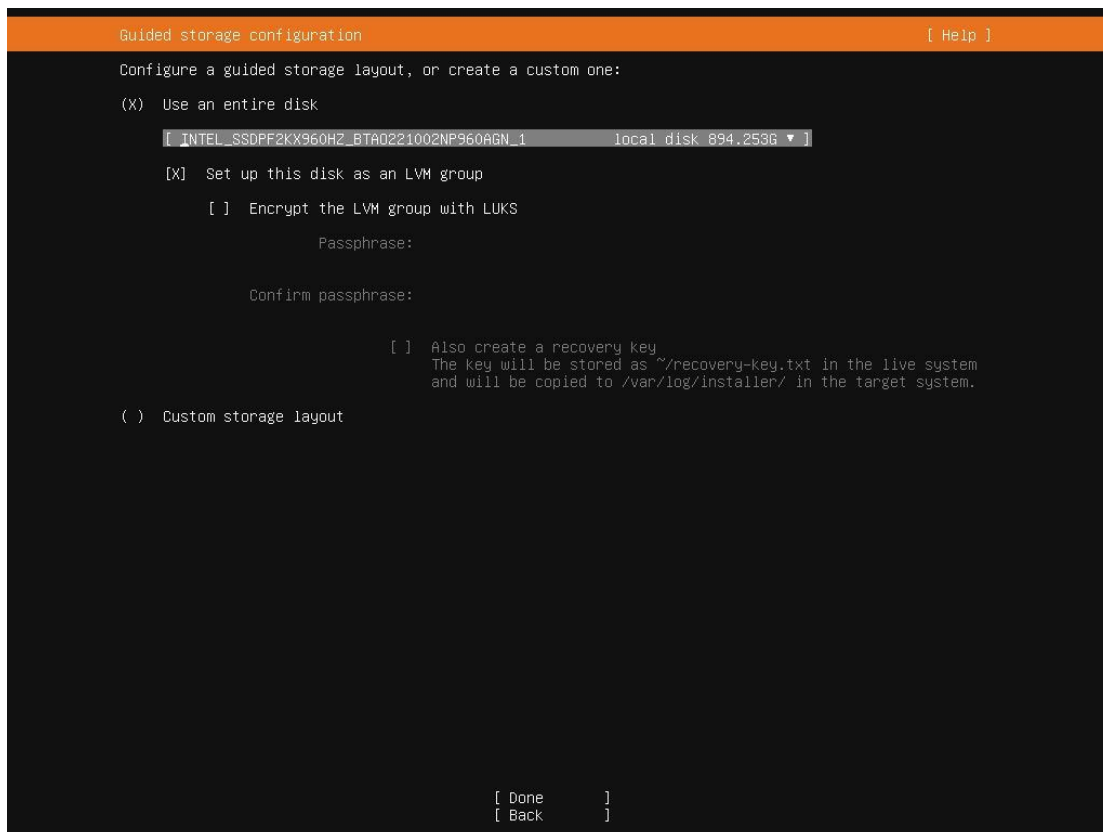 Guided storage configuration [ Help ]
Configure a guided storage layout, or create a custom one:
(X) Use an entire disk
[ INTEL_SSDPF2KX960HZ_BTAO221002NP960AGN_1 local disk 894.253G ▾ ]
[X] Set up this disk as an LVM group
[ ] Encrypt the LVM group with LUKS
Passphrase:
Confirm passphrase:
[ ] Also create a recovery key
The key will be stored as ~/recovery-key.txt in the live system
and will be copied to /var/log/installer/ in the target system.
( ) Custom storage layout
[ Done ]
[ Back ]